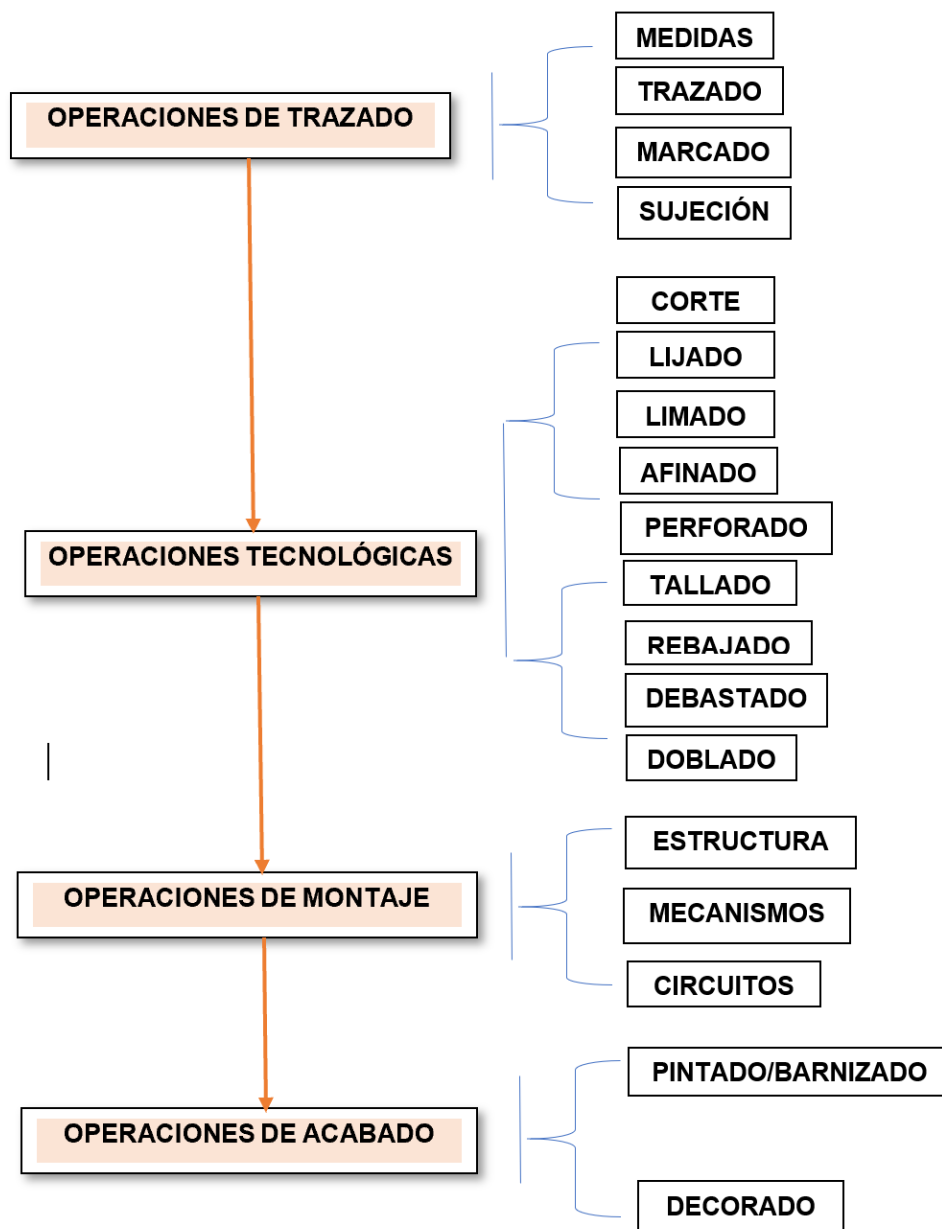 OPERACIONES DE TRAZADO
MEDIDAS
TRAZADO
MARCADO
SUJECIÓN
OPERACIONES TECNOLÓGICAS
CORTE
LIJADO
LIMADO
AFINADO
PERFORADO
TALLADO
REBAJADO
DEBASTADO
DOBLADO
OPERACIONES DE MONTAJE
ESTRUCTURA
MECANISMOS
CIRCUITOS
OPERACIONES DE ACABADO
PINTADO/BARNIZADO
DECORADO